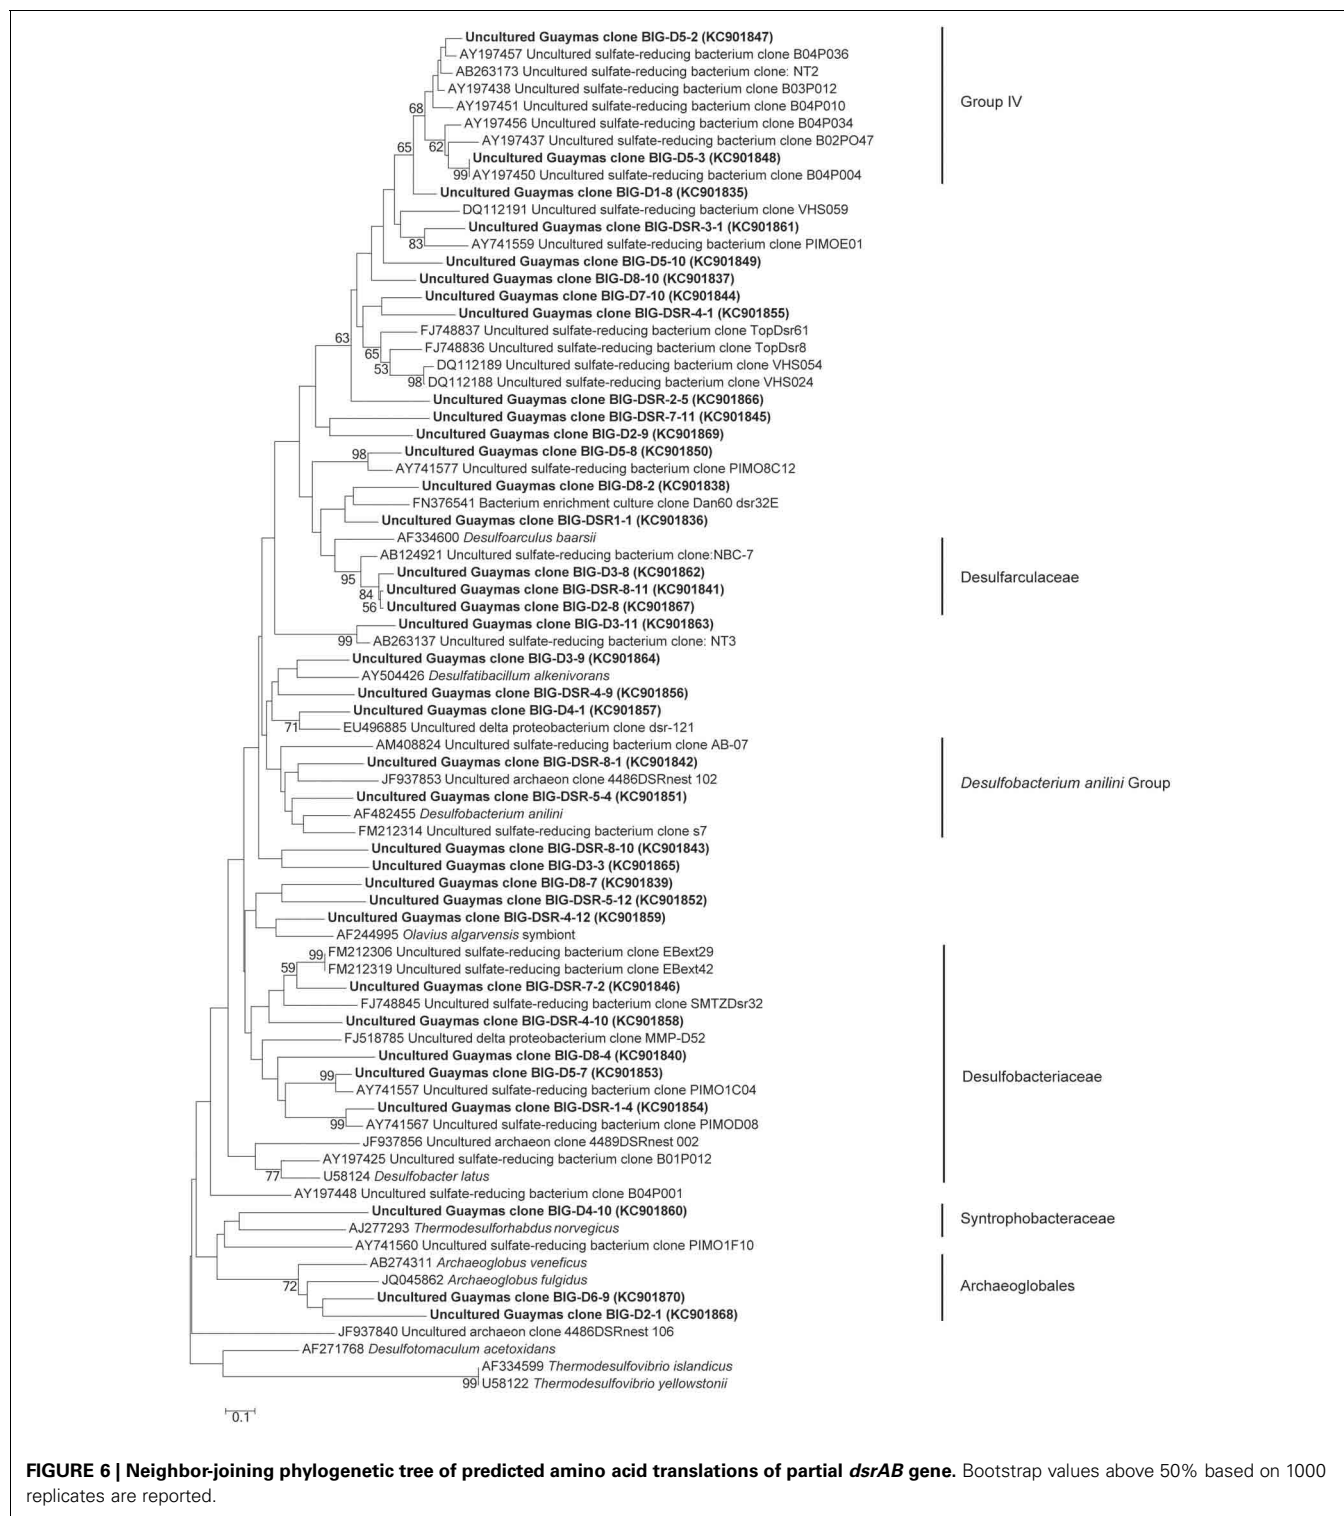 Uncultured Guaymas clone BIG-D5-2 (KC901847)
AY197457 Uncultured sulfate-reducing bacterium clone B04P036
AB263173 Uncultured sulfate-reducing bacterium clone: NT2
AY197438 Uncultured sulfate-reducing bacterium clone B03P012
Group IV
68
AY197451 Uncultured sulfate-reducing bacterium clone B04P010
AY197456 Uncultured sulfate-reducing bacterium clone B04P034
65
62
AY197437 Uncultured sulfate-reducing bacterium clone B02PO47
Uncultured Guaymas clone BIG-D5-3 (KC901848)
99
AY197450 Uncultured sulfate-reducing bacterium clone B04P004
Uncultured Guaymas clone BIG-D1-8 (KC901835)
DQ112191 Uncultured sulfate-reducing bacterium clone VHS059
Uncultured Guaymas clone BIG-DSR-3-1 (KC901861)
83
AY741559 Uncultured sulfate-reducing bacterium clone PIMOE01
Uncultured Guaymas clone BIG-D5-10 (KC901849)
Uncultured Guaymas clone BIG-D8-10 (KC901837)
Uncultured Guaymas clone BIG-D7-10 (KC901844)
Uncultured Guaymas clone BIG-DSR-4-1 (KC901855)
63
FJ748837 Uncultured sulfate-reducing bacterium clone TopDsr61
65
FJ748836 Uncultured sulfate-reducing bacterium clone TopDsr8
53
DQ112189 Uncultured sulfate-reducing bacterium clone VHS054
98
DQ112188 Uncultured sulfate-reducing bacterium clone VHS024
Uncultured Guaymas clone BIG-DSR-2-5 (KC901866)
Uncultured Guaymas clone BIG-DSR-7-11 (KC901845)
Uncultured Guaymas clone BIG-D2-9 (KC901869)
98
Uncultured Guaymas clone BIG-D5-8 (KC901850)
AY741577 Uncultured sulfate-reducing bacterium clone PIMO8C12
Uncultured Guaymas clone BIG-D8-2 (KC901838)
FN376541 Bacterium enrichment culture clone Dan60 dsr32E
Uncultured Guaymas clone BIG-DSR1-1 (KC901836)
AF334600 Desulfoarculus baarsii
AB124921 Uncultured sulfate-reducing bacterium clone:NBC-7
95
Uncultured Guaymas clone BIG-D3-8 (KC901862)
Desulfarculaceae
84
Uncultured Guaymas clone BIG-DSR-8-11 (KC901841)
56
Uncultured Guaymas clone BIG-D2-8 (KC901867)
Uncultured Guaymas clone BIG-D3-11 (KC901863)
99
AB263137 Uncultured sulfate-reducing bacterium clone: NT3
Uncultured Guaymas clone BIG-D3-9 (KC901864)
AY504426 Desulfatibacillum alkenivorans
Uncultured Guaymas clone BIG-DSR-4-9 (KC901856)
Uncultured Guaymas clone BIG-D4-1 (KC901857)
71
EU496885 Uncultured delta proteobacterium clone dsr-121
AM408824 Uncultured sulfate-reducing bacterium clone AB-07
Uncultured Guaymas clone BIG-DSR-8-1 (KC901842)
JF937853 Uncultured archaeon clone 4486DSRnest 102
Desulfobacterium anilini Group
Uncultured Guaymas clone BIG-DSR-5-4 (KC901851)
AF482455 Desulfobacterium anilini
FM212314 Uncultured sulfate-reducing bacterium clone s7
Uncultured Guaymas clone BIG-DSR-8-10 (KC901843)
Uncultured Guaymas clone BIG-D3-3 (KC901865)
Uncultured Guaymas clone BIG-D8-7 (KC901839)
Uncultured Guaymas clone BIG-DSR-5-12 (KC901852)
Uncultured Guaymas clone BIG-DSR-4-12 (KC901859)
AF244995 Olavius algarvensis symbiont
99
FM212306 Uncultured sulfate-reducing bacterium clone EBext29
59
FM212319 Uncultured sulfate-reducing bacterium clone EBext42
Uncultured Guaymas clone BIG-DSR-7-2 (KC901846)
FJ748845 Uncultured sulfate-reducing bacterium clone SMTZDsr32
Uncultured Guaymas clone BIG-DSR-4-10 (KC901858)
FJ518785 Uncultured delta proteobacterium clone MMP-D52
Uncultured Guaymas clone BIG-D8-4 (KC901840)
99
Uncultured Guaymas clone BIG-D5-7 (KC901853)
Desulfobacteriaceae
AY741557 Uncultured sulfate-reducing bacterium clone PIMO1C04
Uncultured Guaymas clone BIG-DSR-1-4 (KC901854)
99
AY741567 Uncultured sulfate-reducing bacterium clone PIMOD08
JF937856 Uncultured archaeon clone 4489DSRnest 002
AY197425 Uncultured sulfate-reducing bacterium clone B01P012
77
U58124 Desulfobacter latus
AY197448 Uncultured sulfate-reducing bacterium clone B04P001
Uncultured Guaymas clone BIG-D4-10 (KC901860)
Syntrophobacteraceae
AJ277293 Thermodesulforhabdus norvegicus
AY741560 Uncultured sulfate-reducing bacterium clone PIMO1F10
AB274311 Archaeoglobus veneficus
72
JQ045862 Archaeoglobus fulgidus
Archaeoglobales
Uncultured Guaymas clone BIG-D6-9 (KC901870)
Uncultured Guaymas clone BIG-D2-1 (KC901868)
JF937840 Uncultured archaeon clone 4486DSRnest 106
AF271768 Desulfotomaculum acetoxidans
AF334599 Thermodesulfovibrio islandicus
99
U58122 Thermodesulfovibrio yellowstonii
0.1
FIGURE 6 | Neighbor-joining phylogenetic tree of predicted amino acid translations of partial dsrAB gene. Bootstrap values above 50% based on 1000
replicates are reported.